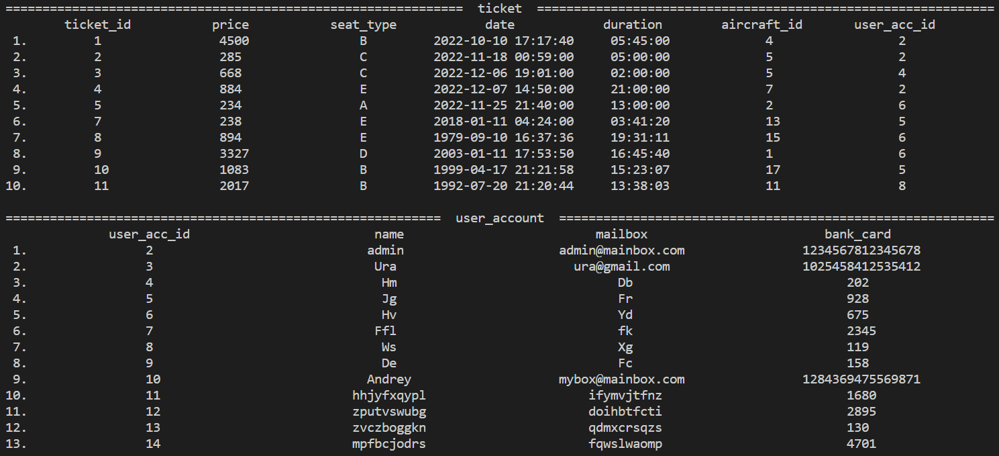 ============================================================== ticket ==============================================================
ticket_id price seat_type date duration aircraft_id user_acc_id
1. 1 4500 B 2022-10-10 17:17:40 05:45:00 4 2
2. 2 285 C 2022-11-18 00:59:00 05:00:00 5 2
3. 3 668 C 2022-12-06 19:01:00 02:00:00 5 4
4. 4 884 E 2022-12-07 14:50:00 21:00:00 7 2
5. 5 234 A 2022-11-25 21:40:00 13:00:00 2 6
6. 7 238 E 2018-01-11 04:24:00 03:41:20 13 5
7. 8 894 E 1979-09-10 16:37:36 19:31:11 15 6
8. 9 3327 D 2003-01-11 17:53:50 16:45:40 1 6
9. 10 1083 B 1999-04-17 21:21:58 15:23:07 17 5
10. 11 2017 B 1992-07-20 21:20:44 13:38:03 11 8
=========================================================== user_account ===========================================================
user_acc_id name mailbox bank_card
1. 2 admin admin@mainbox.com 1234567812345678
2. 3 Ura ura@gmail.com 1025458412535412
3. 4 Hm Db 202
4. 5 Jg Fr 928
5. 6 Hv Yd 675
6. 7 Ffl fk 2345
7. 8 Ws Xg 119
8. 9 De Fc 158
9. 10 Andrey mybox@mainbox.com 1284369475569871
10. 11 hhjyfxqypl ifymvjtfnz 1680
11. 12 zputvswubg doihbtfcti 2895
12. 13 zvczboggkn qdmxcrsqzs 130
13. 14 mpfbcjodrs fqwslwaomp 4701